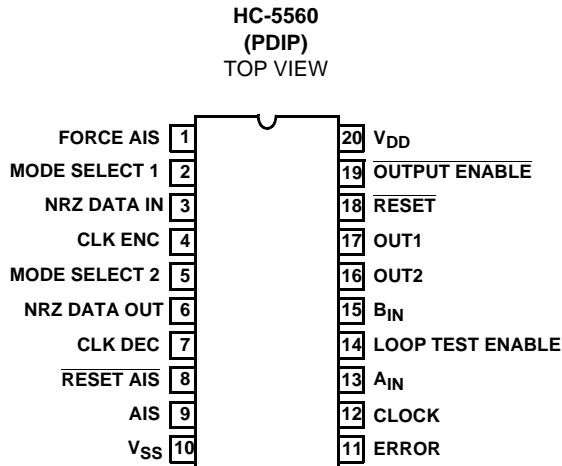 HC-5560
(PDIP)
TOP VIEW
FORCE AIS 1 20 VDD
MODE SELECT 1 2 19 OUTPUT ENABLE
NRZ DATA IN 3 18 RESET
CLK ENC 4 17 OUT1
MODE SELECT 2 5 16 OUT2
NRZ DATA OUT 6 15 BIN
CLK DEC 7 14 LOOP TEST ENABLE
RESET AIS 8 13 AIN
AIS 9 12 CLOCK
VSS 10 11 ERROR